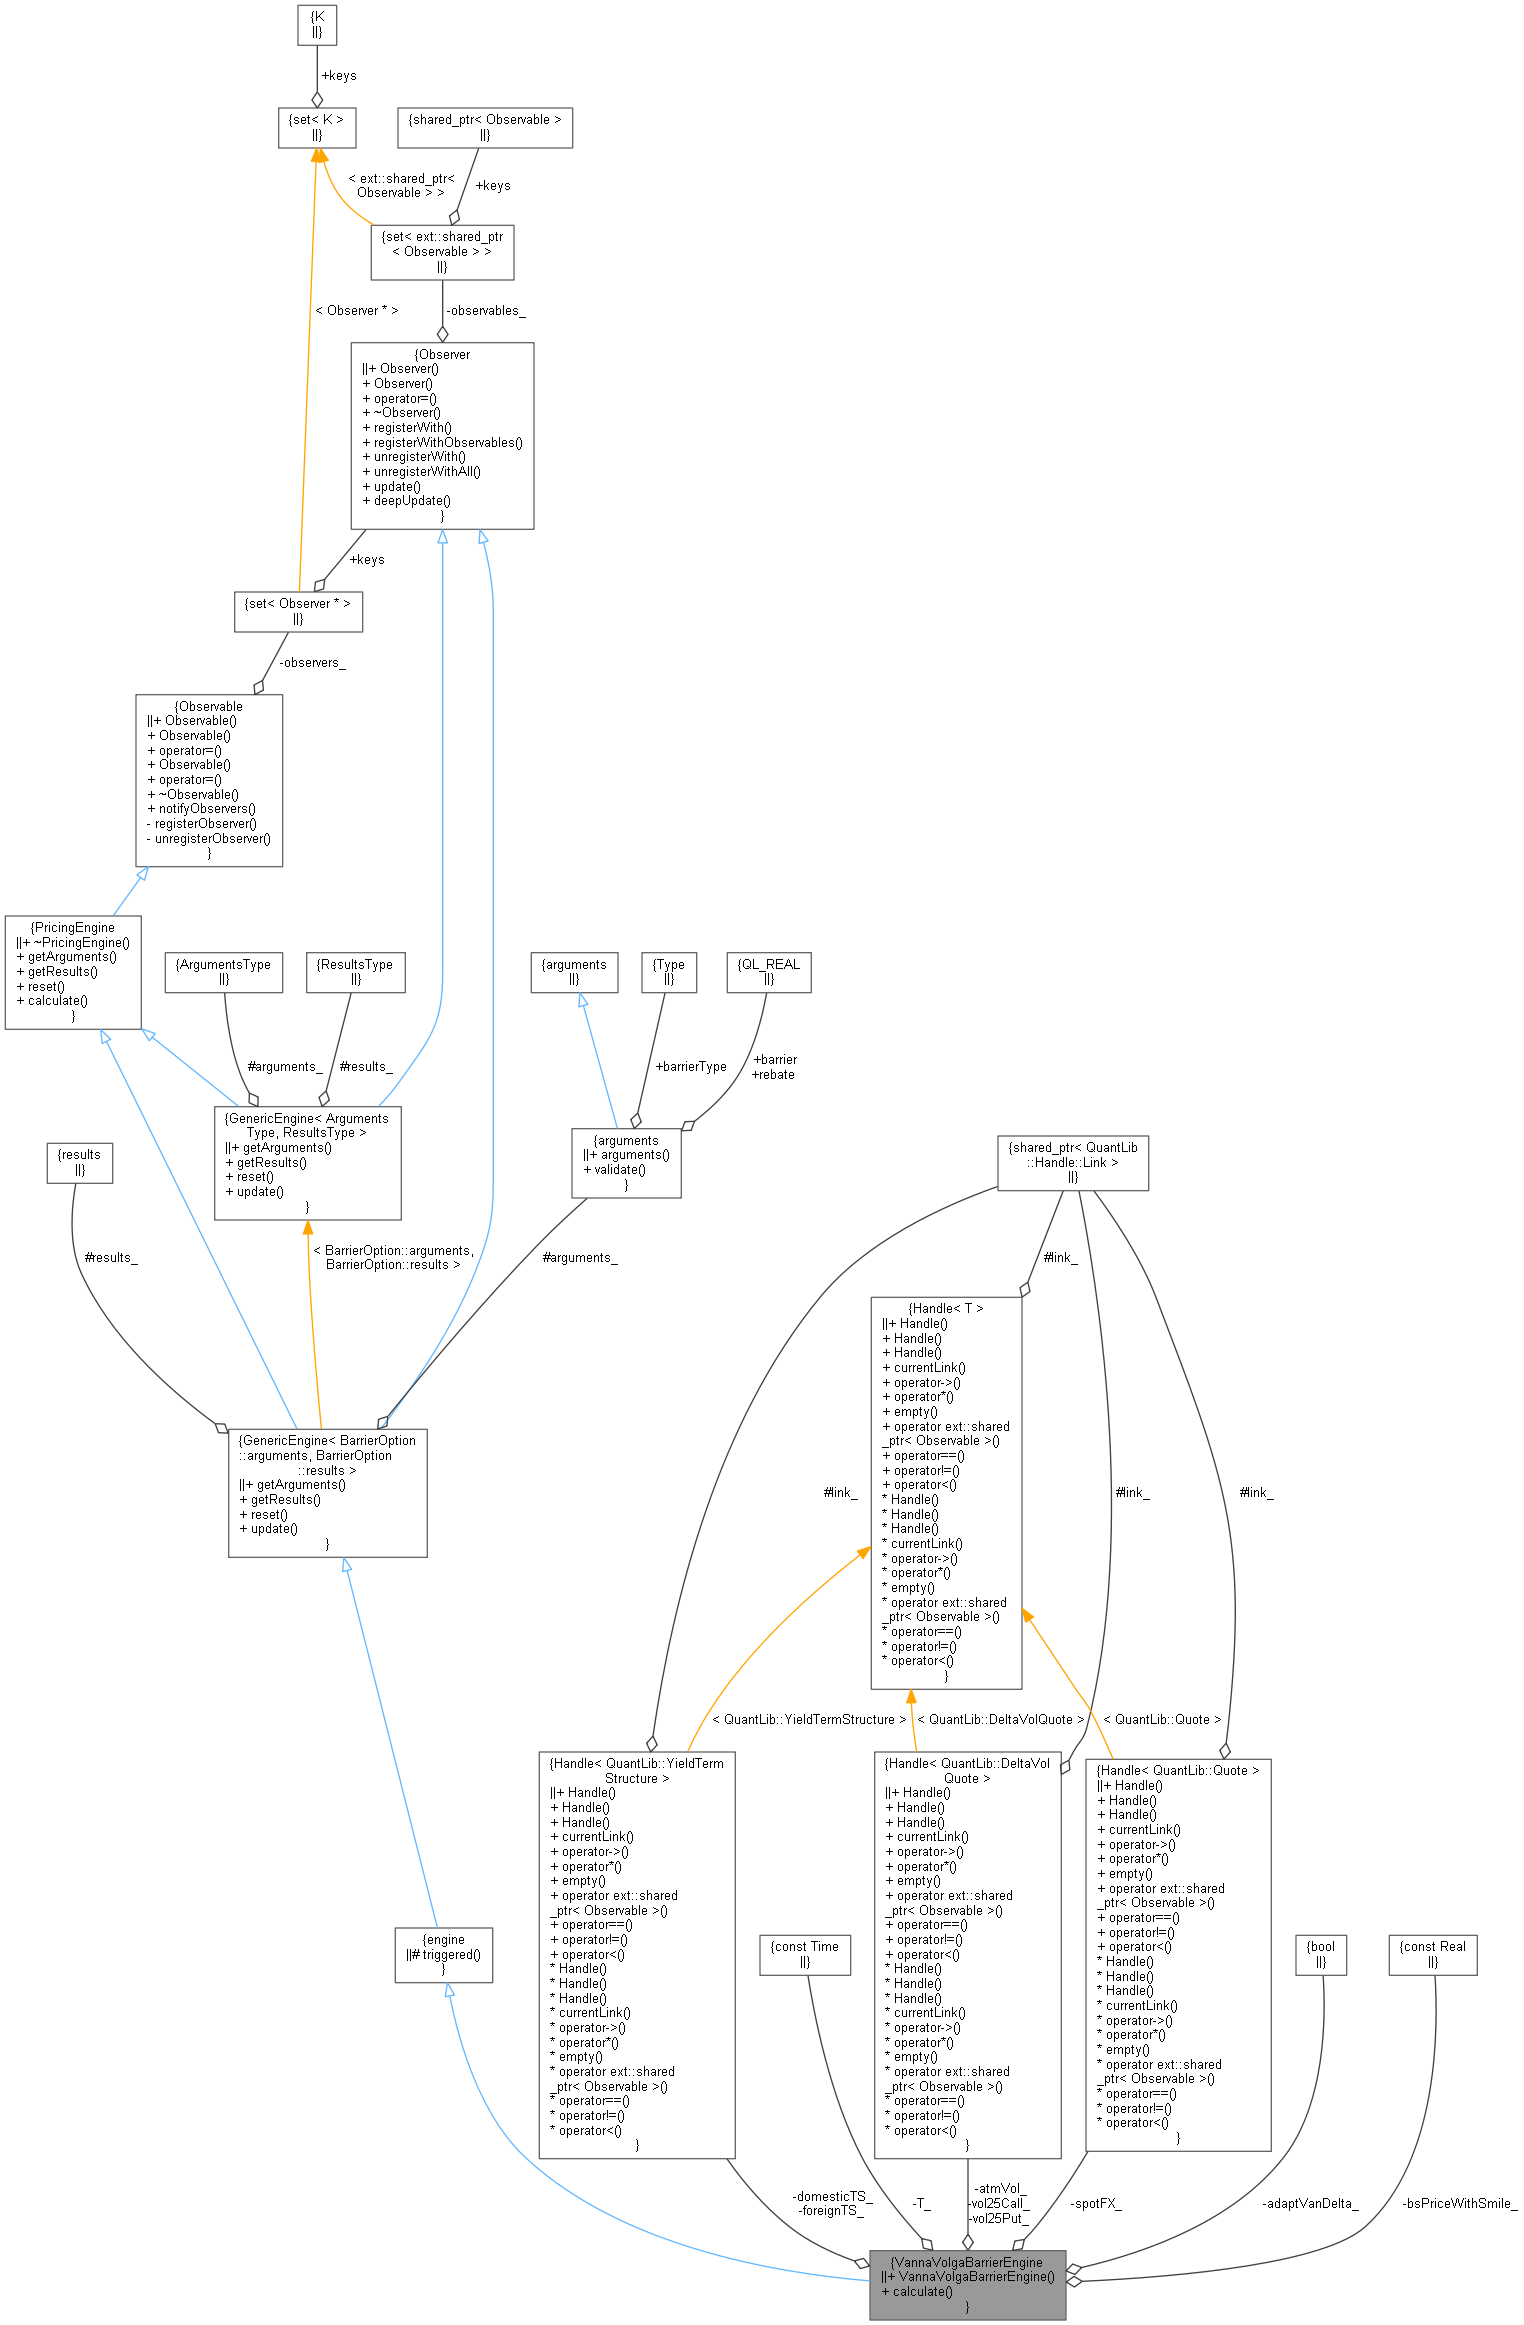 {K
||}
+keys
{set< K >
||}
{shared_ptr< Observable >
||}
< ext::shared_ptr<
Observable > >
+keys
{set< ext::shared_ptr
< Observable > >
||}
< Observer * >
-observables_
{Observer
||+ Observer()
+ Observer()
+ operator=()
+ ~Observer()
+ registerWith()
+ registerWithObservables()
+ unregisterWith()
+ unregisterWithAll()
+ update()
+ deepUpdate()
}
+keys
{set< Observer * >
||}
-observers_
{Observable
||+ Observable()
+ Observable()
+ operator=()
+ Observable()
+ operator=()
+ ~Observable()
+ notifyObservers()
- registerObserver()
- unregisterObserver()
}
{PricingEngine
||+ ~PricingEngine()
+ getArguments()
+ getResults()
+ reset()
+ calculate()
}
{ArgumentsType
||}
{ResultsType
||}
{arguments
||}
{Type
||}
{QL_REAL
||}
#arguments_
#results_
+barrierType
+barrier
+rebate
{GenericEngine< Arguments
Type, ResultsType >
||+ getArguments()
+ getResults()
+ reset()
+ update()
}
{results
||}
{arguments
||+ arguments()
+ validate()
}
{shared_ptr< QuantLib
::Handle::Link >
||}
#results_
< BarrierOption::arguments,
BarrierOption::results >
#arguments_
#link_
{Handle< T >
||+ Handle()
+ Handle()
+ Handle()
+ currentLink()
+ operator->()
+ operator*()
+ empty()
+ operator ext::shared
_ptr< Observable >()
+ operator==()
+ operator!=()
+ operator<()
* Handle()
* Handle()
* Handle()
* currentLink()
* operator->()
* operator*()
* empty()
* operator ext::shared
_ptr< Observable >()
* operator==()
* operator!=()
* operator<()
}
{GenericEngine< BarrierOption
::arguments, BarrierOption
::results >
||+ getArguments()
+ getResults()
+ reset()
+ update()
}
#link_
#link_
#link_
< QuantLib::YieldTermStructure >
< QuantLib::DeltaVolQuote >
< QuantLib::Quote >
{Handle< QuantLib::YieldTerm
Structure >
||+ Handle()
+ Handle()
+ Handle()
+ currentLink()
+ operator->()
+ operator*()
+ empty()
+ operator ext::shared
_ptr< Observable >()
+ operator==()
+ operator!=()
+ operator<()
* Handle()
* Handle()
* Handle()
* currentLink()
* operator->()
* operator*()
* empty()
* operator ext::shared
_ptr< Observable >()
* operator==()
* operator!=()
* operator<()
}
{Handle< QuantLib::DeltaVol
Quote >
||+ Handle()
+ Handle()
+ Handle()
+ currentLink()
+ operator->()
+ operator*()
+ empty()
+ operator ext::shared
_ptr< Observable >()
+ operator==()
+ operator!=()
+ operator<()
* Handle()
* Handle()
* Handle()
* currentLink()
* operator->()
* operator*()
* empty()
* operator ext::shared
_ptr< Observable >()
* operator==()
* operator!=()
* operator<()
}
{Handle< QuantLib::Quote >
||+ Handle()
+ Handle()
+ Handle()
+ currentLink()
+ operator->()
+ operator*()
+ empty()
+ operator ext::shared
_ptr< Observable >()
+ operator==()
+ operator!=()
+ operator<()
* Handle()
* Handle()
* Handle()
* currentLink()
* operator->()
* operator*()
* empty()
* operator ext::shared
_ptr< Observable >()
* operator==()
* operator!=()
* operator<()
}
{engine
||# triggered()
}
{const Time
||}
{bool
||}
{const Real
||}
-domesticTS_
-foreignTS_
-T_
-atmVol_
-vol25Call_
-vol25Put_
-spotFX_
-adaptVanDelta_
-bsPriceWithSmile_
{VannaVolgaBarrierEngine
||+ VannaVolgaBarrierEngine()
+ calculate()
}